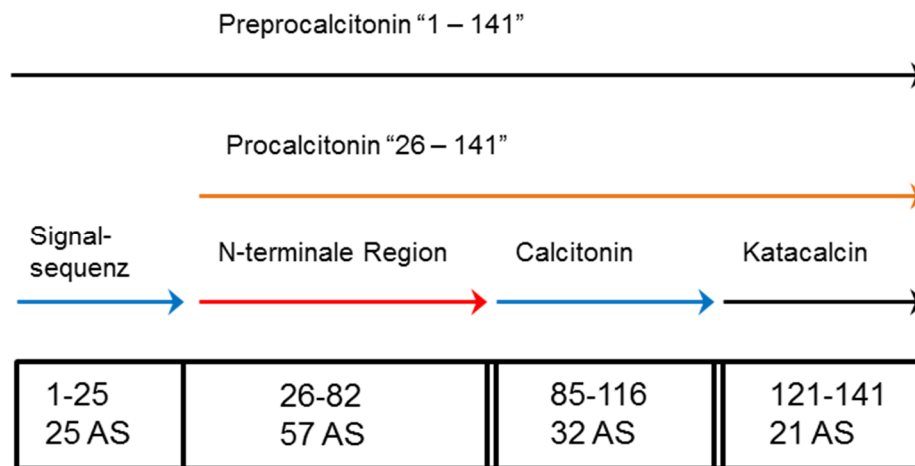 Preprocalcitonin “1 – 141”
Procalcitonin “26 – 141”
Signal-
sequenz
N-terminale Region
Calcitonin
Katacalcin
1-25
25 AS
26-82
57 AS
85-116
32 AS
121-141
21 AS